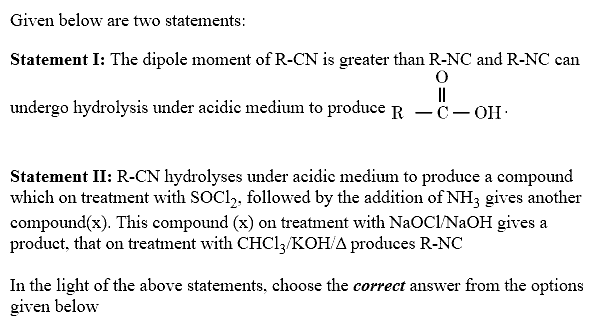 Given below are two statements:
Statement I: The dipole moment of R-CN is greater than R-NC and R-NC can
O
||
undergo hydrolysis under acidic medium to produce R — C — OH.
Statement II: R-CN hydrolyses under acidic medium to produce a compound
which on treatment with SOCl₂, followed by the addition of NH₃ gives another
compound(x). This compound (x) on treatment with NaOCl/NaOH gives a
product, that on treatment with CHCl₃/KOH/Δ produces R-NC
In the light of the above statements, choose the correct answer from the options
given below